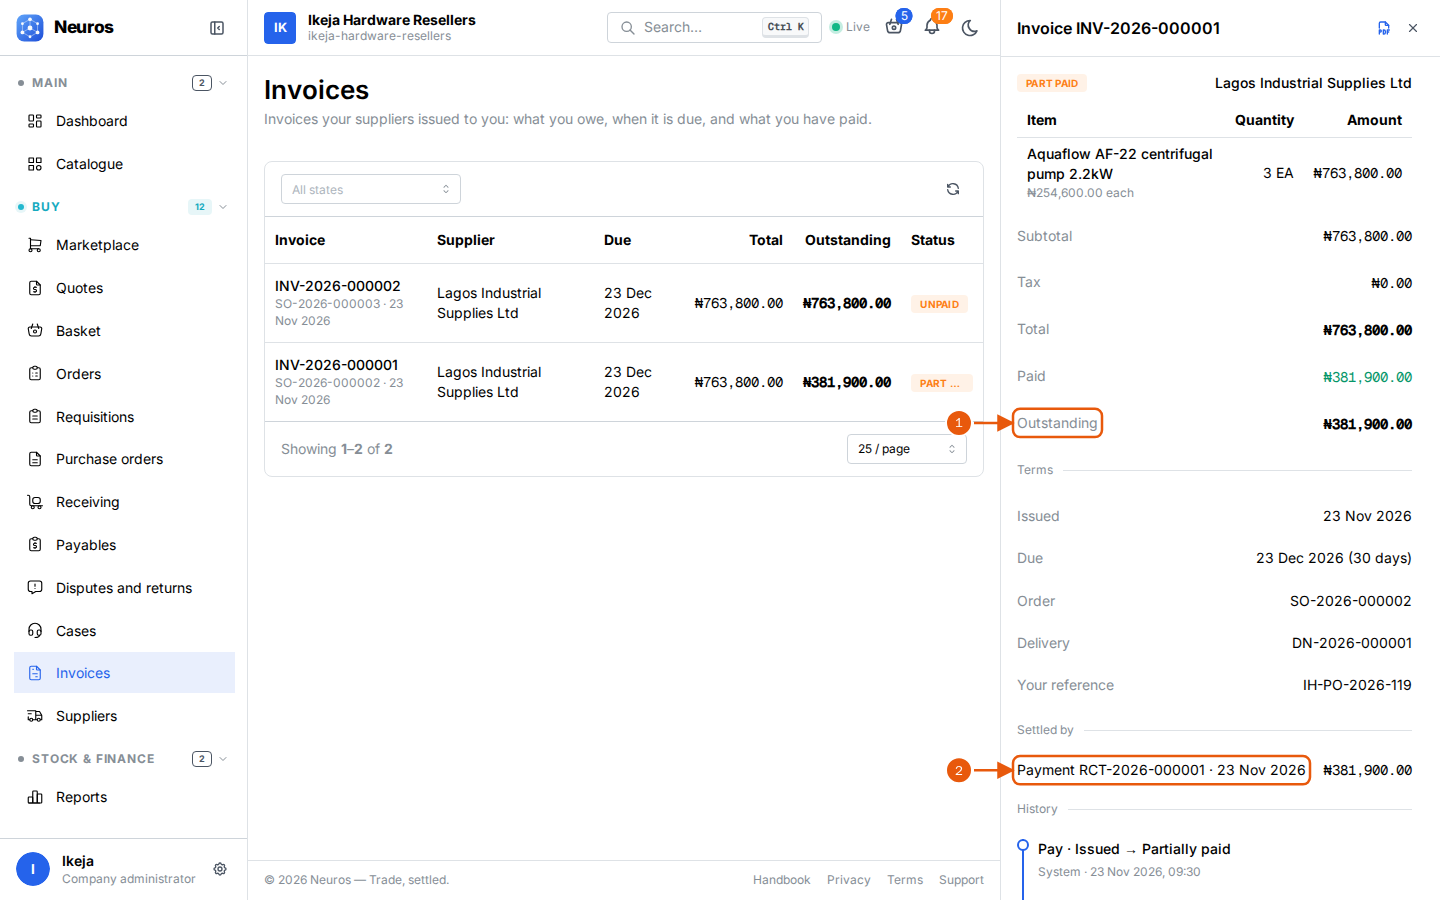 Neuros
MAIN
2
Dashboard
Catalogue
BUY
12
Marketplace
Quotes
Basket
Orders
Requisitions
Purchase orders
Receiving
Payables
Disputes and returns
Cases
Invoices
Suppliers
STOCK & FINANCE
2
Reports
I
Ikeja
Company administrator
IK
Ikeja Hardware Resellers
ikeja-hardware-resellers
Search...
Ctrl K
Live
5
17
Invoices
Invoices your suppliers issued to you: what you owe, when it is due, and what you have paid.
All states
Invoice Supplier Due Total Outstanding Status
INV-2026-000002
SO-2026-000003 · 23
Nov 2026
Lagos Industrial
Supplies Ltd
23 Dec
2026
₦763,800.00
₦763,800.00
UNPAID
INV-2026-000001
SO-2026-000002 · 23
Nov 2026
Lagos Industrial
Supplies Ltd
23 Dec
2026
₦763,800.00
₦381,900.00
PART ...
Showing 1–2 of 2
25 / page
© 2026 Neuros — Trade, settled.
Handbook Privacy Terms Support
Invoice INV-2026-000001
PDF
PART PAID
Lagos Industrial Supplies Ltd
Item Quantity Amount
Aquaflow AF-22 centrifugal
pump 2.2kW
₦254,600.00 each
3 EA
₦763,800.00
Subtotal ₦763,800.00
Tax ₦0.00
Total ₦763,800.00
Paid ₦381,900.00
1
Outstanding ₦381,900.00
Terms
Issued 23 Nov 2026
Due 23 Dec 2026 (30 days)
Order SO-2026-000002
Delivery DN-2026-000001
Your reference IH-PO-2026-119
Settled by
2
Payment RCT-2026-000001 · 23 Nov 2026 ₦381,900.00
History
Pay · Issued → Partially paid
System · 23 Nov 2026, 09:30